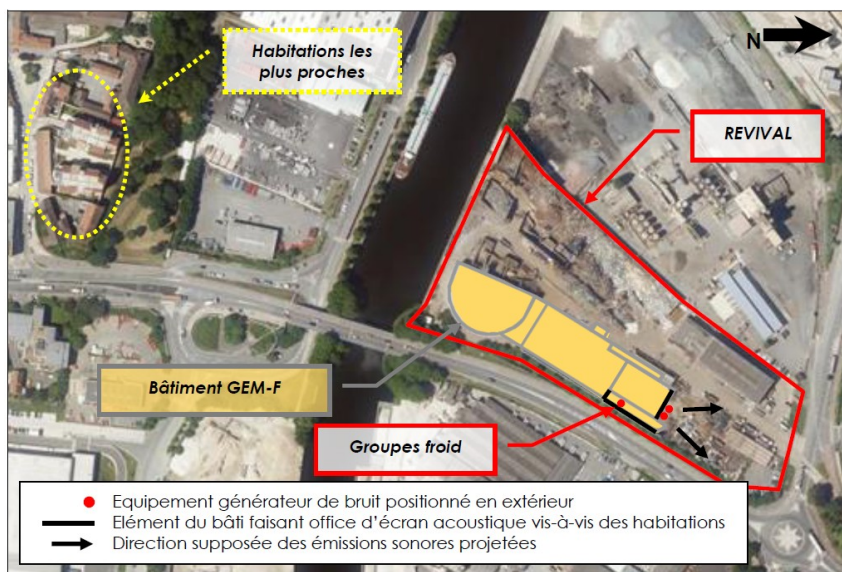 Habitations les
plus proches
N
REVIVAL
Bâtiment GEM-F
Groupes froid
Equipement générateur de bruit positionné en extérieur
Elément du bâti faisant office d'écran acoustique vis-à-vis des habitations
Direction supposée des émissions sonores projetées